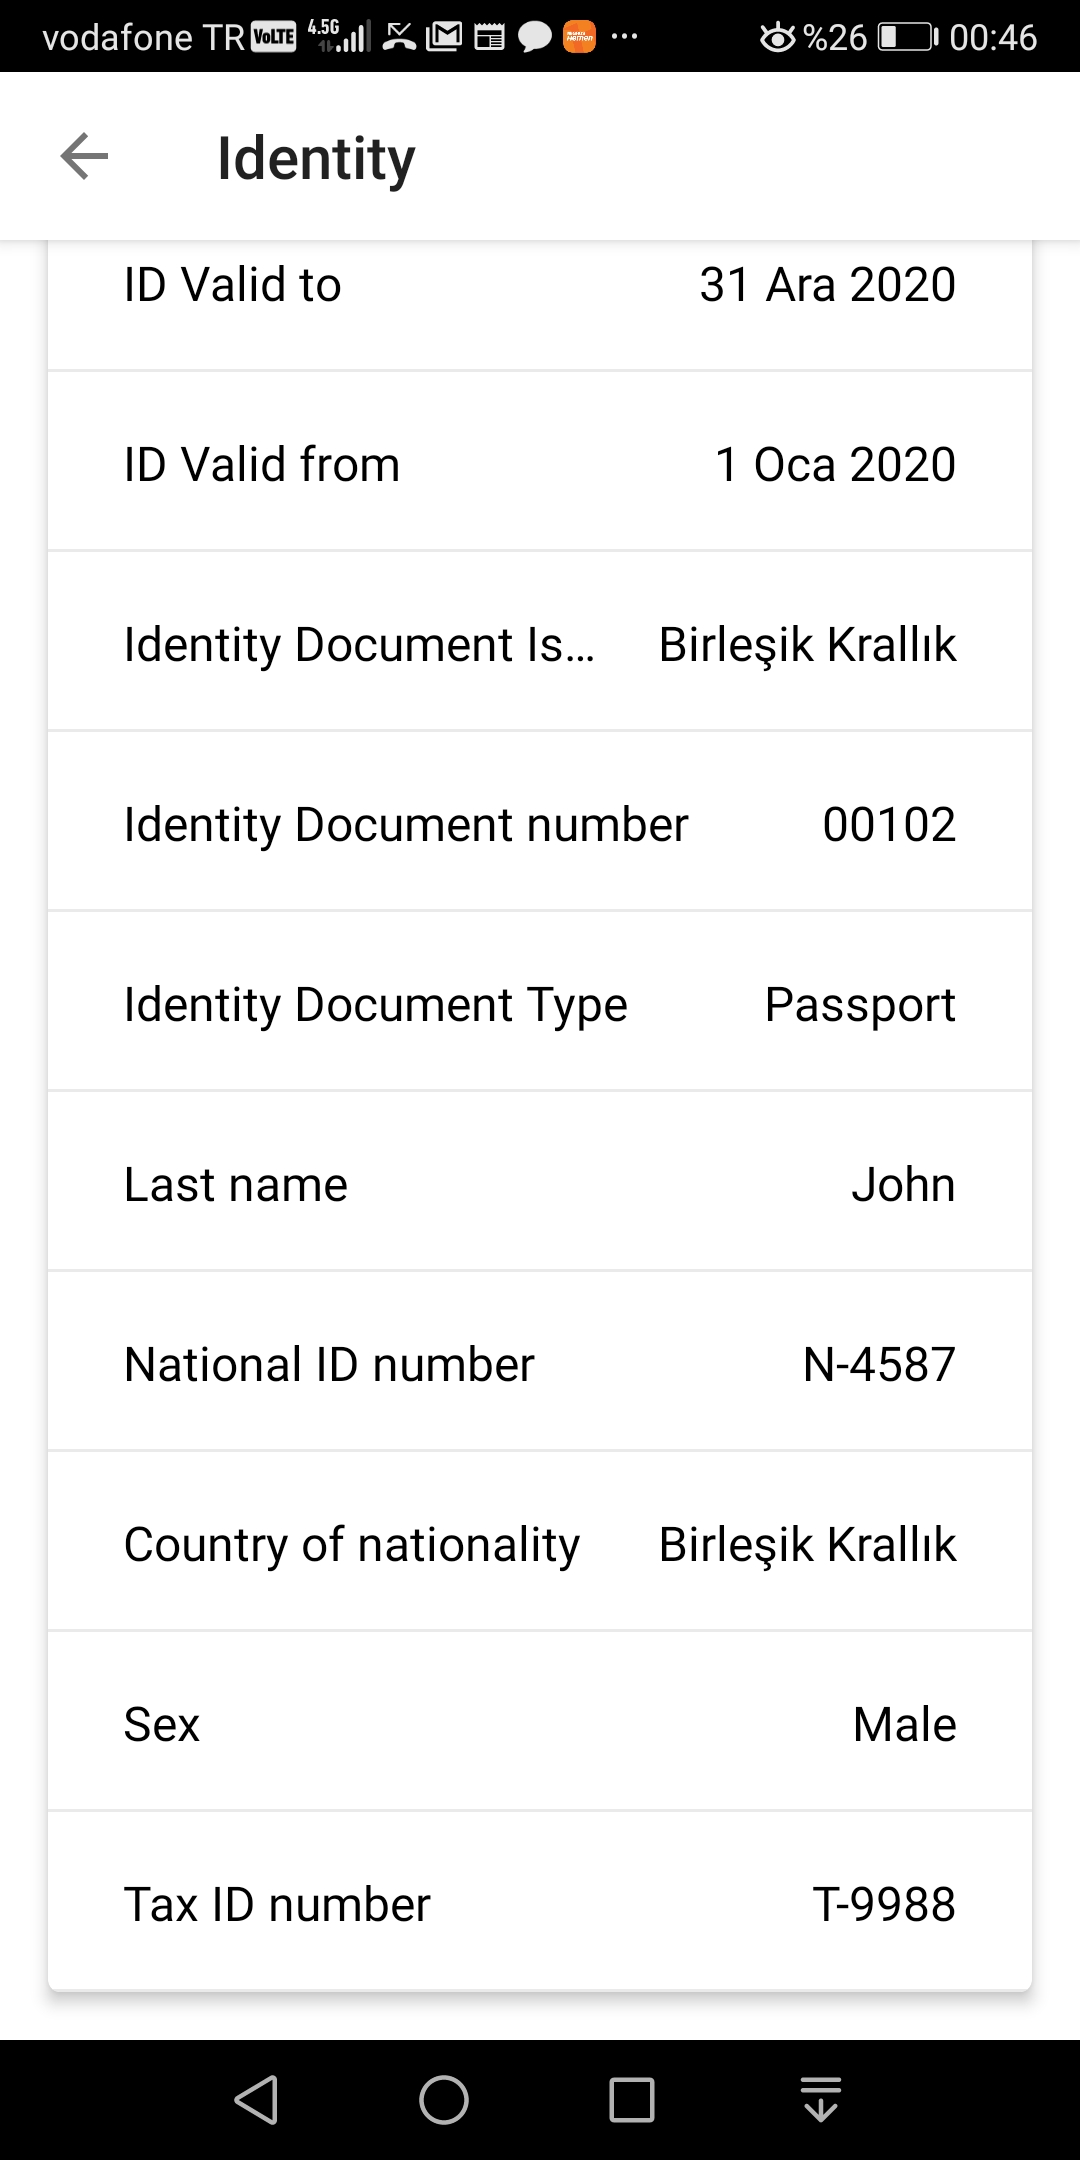 vodafone TR VoLTE 4.5G %26 00:46
Identity
ID Valid to 31 Ara 2020
ID Valid from 1 Oca 2020
Identity Document Is... Birleşik Krallık
Identity Document number 00102
Identity Document Type Passport
Last name John
National ID number N-4587
Country of nationality Birleşik Krallık
Sex Male
Tax ID number T-9988